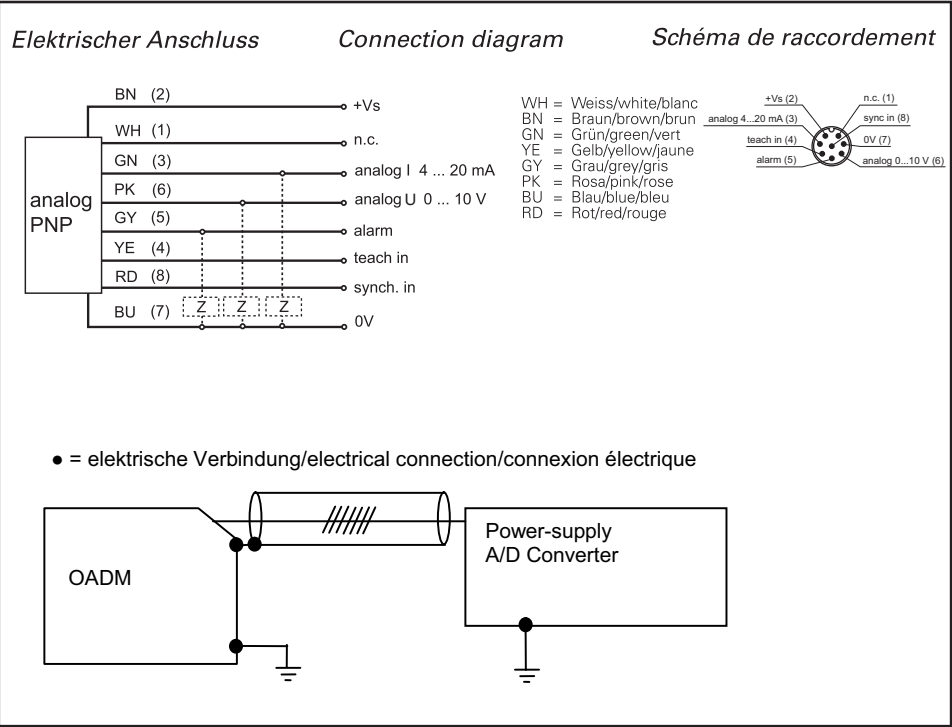 Elektrischer Anschluss
Connection diagram
Schéma de raccordement
analog
PNP
BN (2)
+Vs
WH (1)
n.c.
GN (3)
analog I 4 ... 20 mA
PK (6)
analog U 0 ... 10 V
GY (5)
alarm
YE (4)
teach in
RD (8)
synch. in
Z Z Z
BU (7)
0V
WH = Weiss/white/blanc
BN = Braun/brown/brun
GN = Grün/green/vert
YE = Gelb/yellow/jaune
GY = Grau/grey/gris
PK = Rosa/pink/rose
BU = Blau/blue/bleu
RD = Rot/red/rouge
+Vs (2)
n.c. (1)
analog 4...20 mA (3)
sync in (8)
teach in (4)
0V (7)
alarm (5)
analog 0...10 V (6)
● = elektrische Verbindung/electrical connection/connexion électrique
OADM
Power-supply
A/D Converter